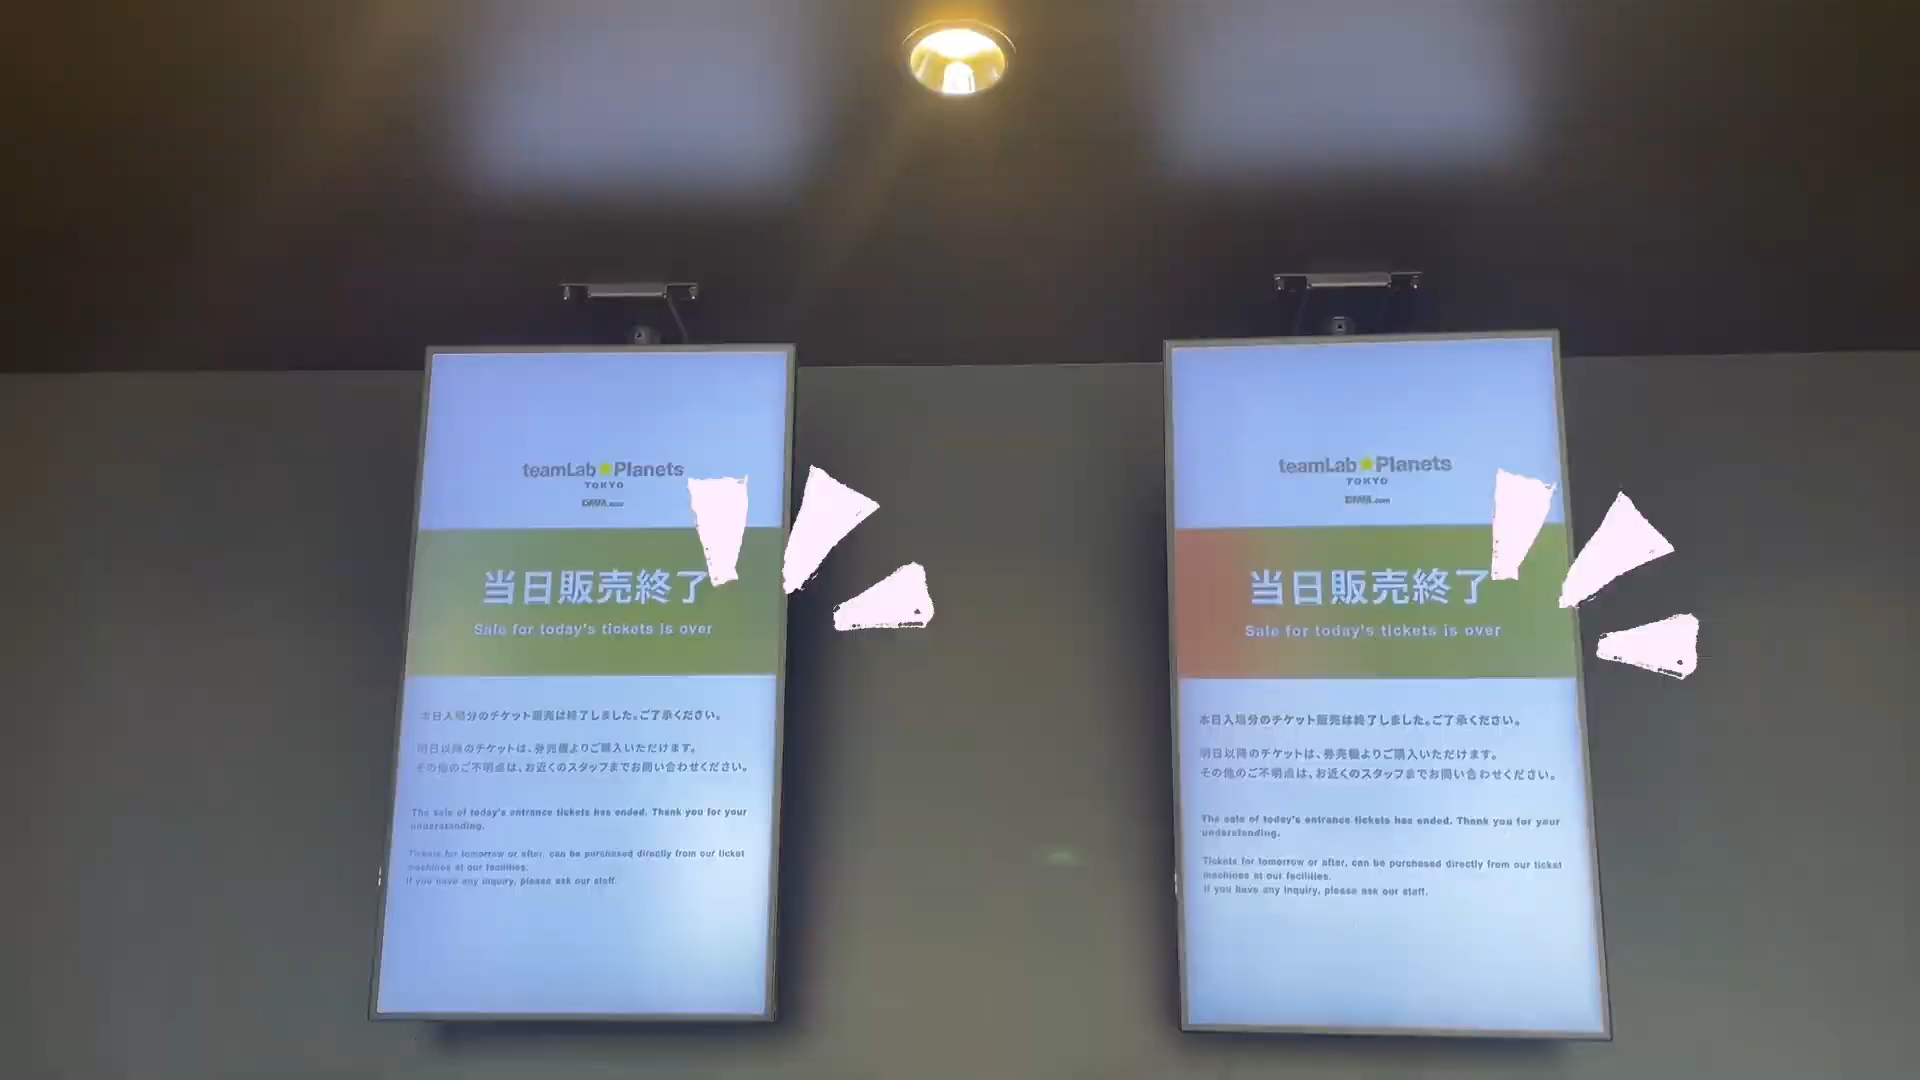 teamLab Planets
TOKYO
DMM.com
当日販売終了
Sale for today's tickets is over
本日入場分のチケット販売は終了しました。ご了承ください。
明日以降のチケットは、券売機よりご購入いただけます。
その他のご不明点は、お近くのスタッフまでお問い合わせください。
The sale of today's entrance tickets has ended. Thank you for your
understanding.
Tickets for tomorrow or after, can be purchased directly from our ticket
machines at our facilities.
If you have any inquiry, please ask our staff.
teamLab Planets
TOKYO
DMM.com
当日販売終了
Sale for today's tickets is over
本日入場分のチケット販売は終了しました。ご了承ください。
明日以降のチケットは、券売機よりご購入いただけます。
その他のご不明点は、お近くのスタッフまでお問い合わせください。
The sale of today's entrance tickets has ended. Thank you for your
understanding.
Tickets for tomorrow or after, can be purchased directly from our ticket
machines at our facilities.
If you have any inquiry, please ask our staff.